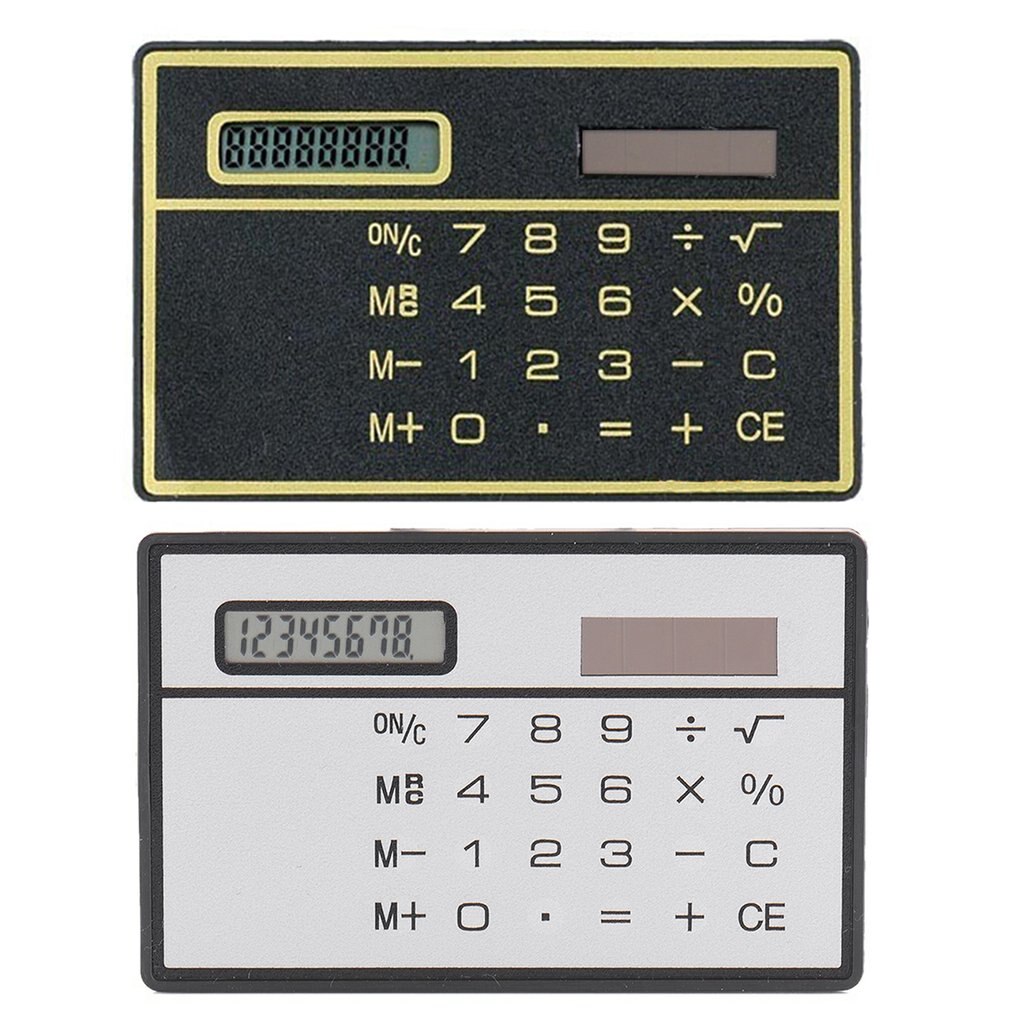 88888888.
ON/C 7 8 9 ÷ √
MRC 4 5 6 × %
M− 1 2 3 − C
M+ 0 . = + CE
12345678.
ON/C 7 8 9 ÷ √
MRC 4 5 6 × %
M− 1 2 3 − C
M+ 0 . = + CE